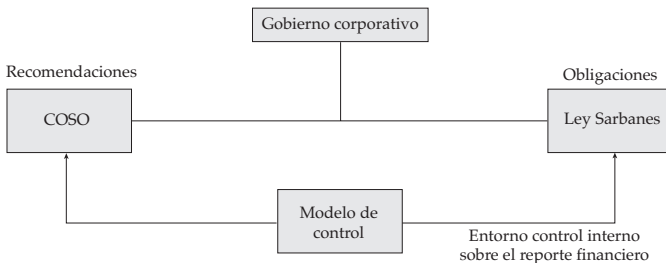 Gobierno corporativo
Recomendaciones
Obligaciones
COSO
Ley Sarbanes
Modelo de
control
Entorno control interno
sobre el reporte financiero